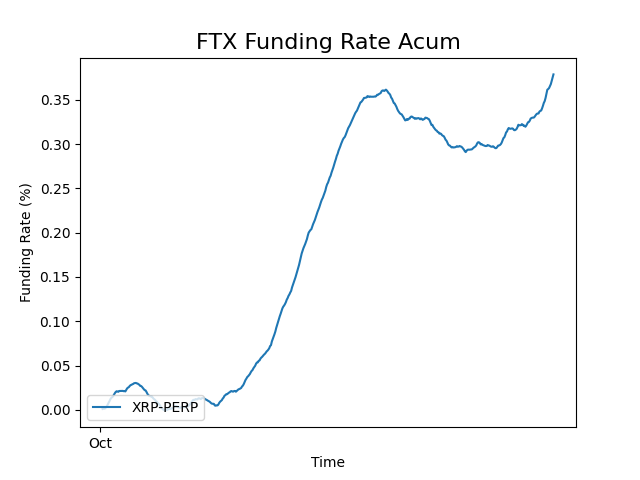 FTX Funding Rate Acum
Funding Rate (%)
0.35
0.30
0.25
0.20
0.15
0.10
0.05
0.00
XRP-PERP
Oct
Time